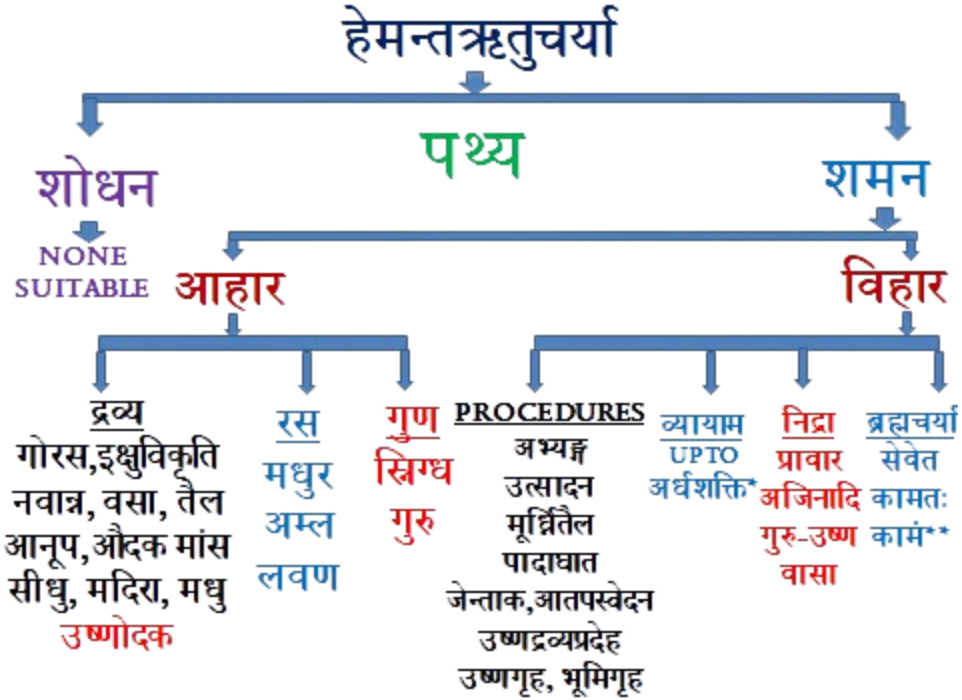 हेमन्तऋतुचर्या
पथ्य
शोधन
शमन
NONE
SUITABLE
आहार
विहार
द्रव्य
गोरस,इक्षुविकृति
नवान्न, वसा, तैल
आनूप,औदक मांस
सीधु, मदिरा, मधु
उष्णोदक
रस
मधुर
अम्ल
लवण
गुण
स्निग्ध
गुरु
PROCEDURES
अभ्यङ्ग
उत्सादन
मूर्ध्नितैल
पादाघात
जेन्ताक,आतपस्वेदन
उष्णद्रव्यप्रदेह
उष्णगृह, भूमिगृह
व्यायाम
UPTO
अर्धशक्ति*
निद्रा
प्रावार
अजिनादि
गुरु-उष्ण
वासा
ब्रह्मचर्या
सेवेत
कामतः
कामं**